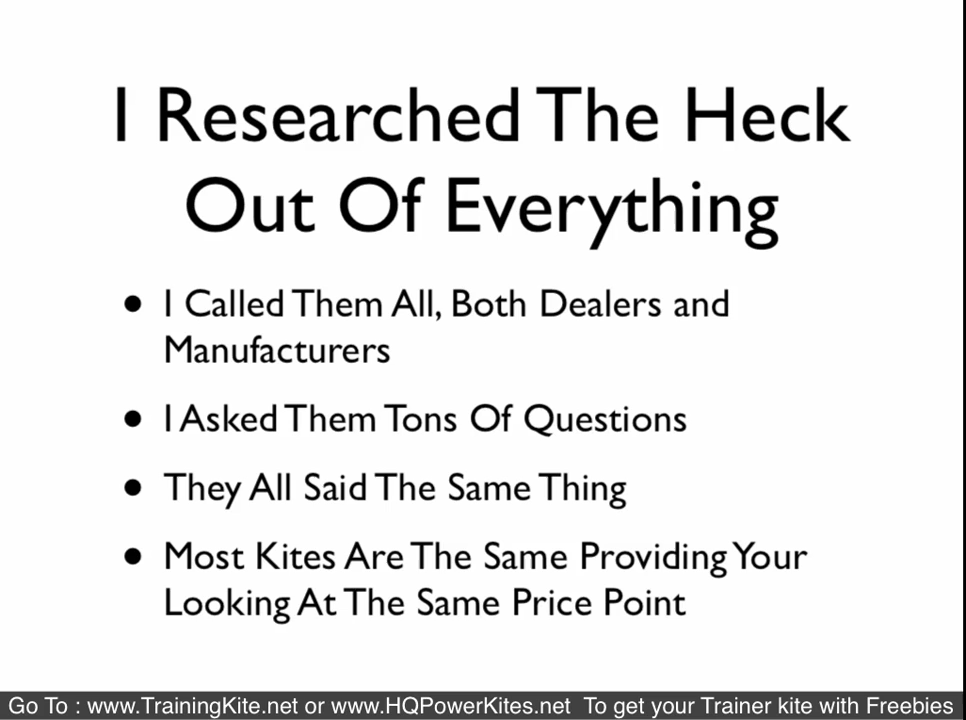 I Researched The Heck
Out Of Everything
• I Called Them All, Both Dealers and
Manufacturers
• I Asked Them Tons Of Questions
• They All Said The Same Thing
• Most Kites Are The Same Providing Your
Looking At The Same Price Point
Go To : www.TrainingKite.net or www.HQPowerKites.net To get your Trainer kite with Freebies